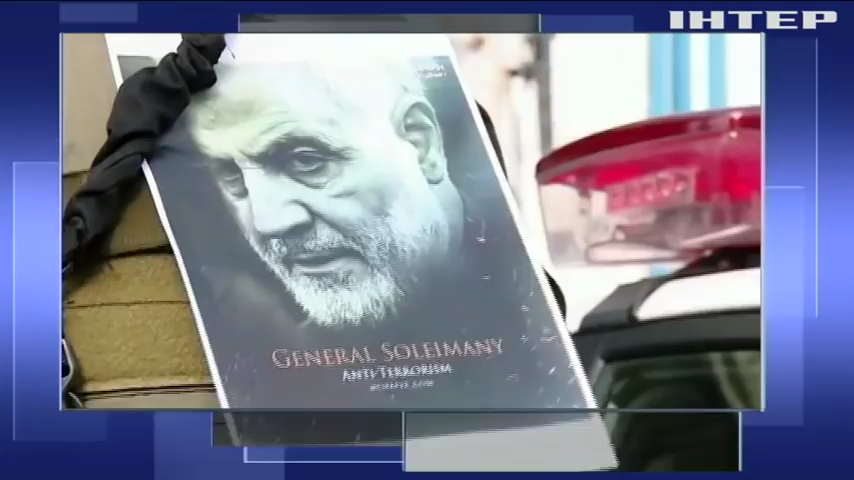 ІНТЕР
GENERAL SOLEIMANY
ANTI-TERRORISM